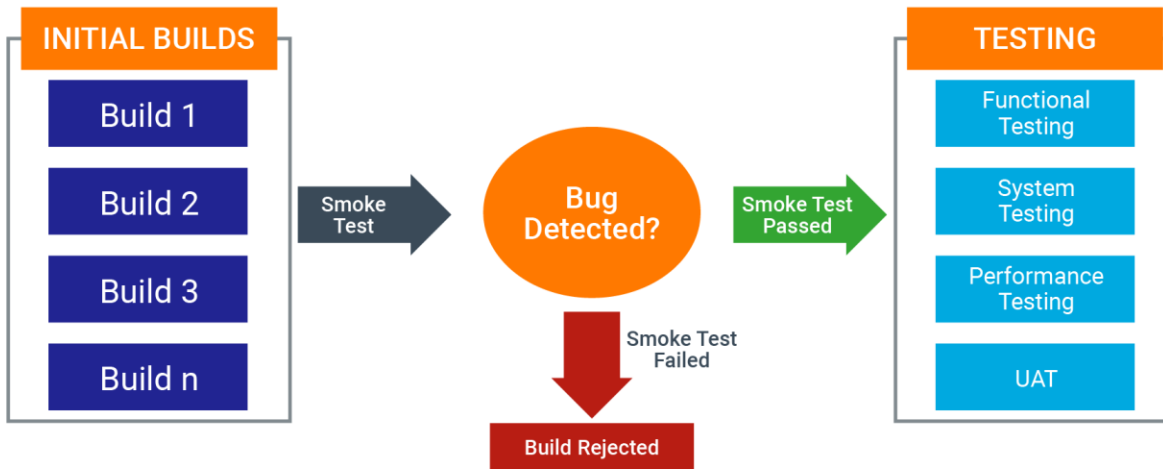 INITIAL BUILDS
Build 1
Build 2
Build 3
Build n
Smoke
Test
Bug
Detected?
Smoke Test
Passed
Smoke Test
Failed
Build Rejected
TESTING
Functional
Testing
System
Testing
Performance
Testing
UAT